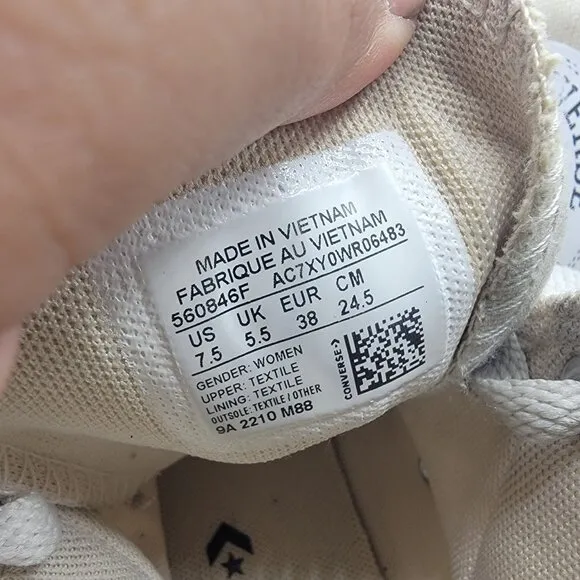 MADE IN VIETNAM
FABRIQUE AU VIETNAM
560846F AC7XY0WR06483
US UK EUR CM
7.5 5.5 38 24.5
GENDER: WOMEN
UPPER: TEXTILE
LINING: TEXTILE
OUTSOLE: TEXTILE / OTHER
9A 2210 M88
CONVERSE